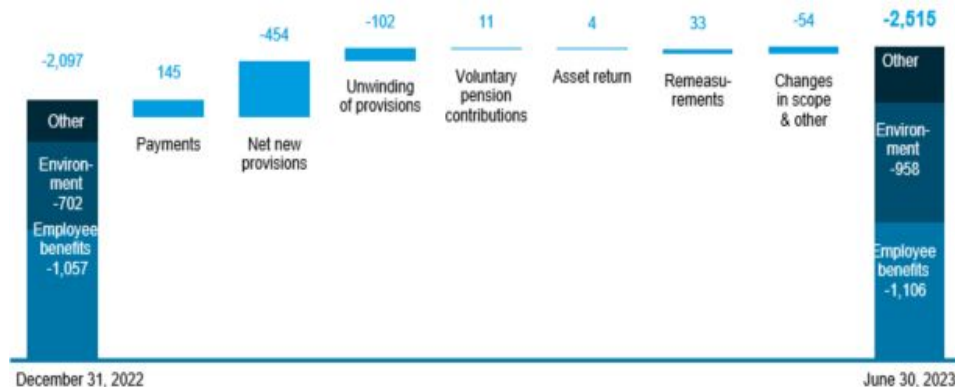 -2,097
Other
Environ-
ment
-702
Employee
benefits
-1,057
145
Payments
-454
Net new
provisions
-102
Unwinding
of provisions
11
Voluntary
pension
contributions
4
Asset return
33
Remeasu-
rements
-54
Changes
in scope
& other
-2,515
Other
Environ-
ment
-958
Employee
benefits
-1,106
December 31, 2022
June 30, 2023